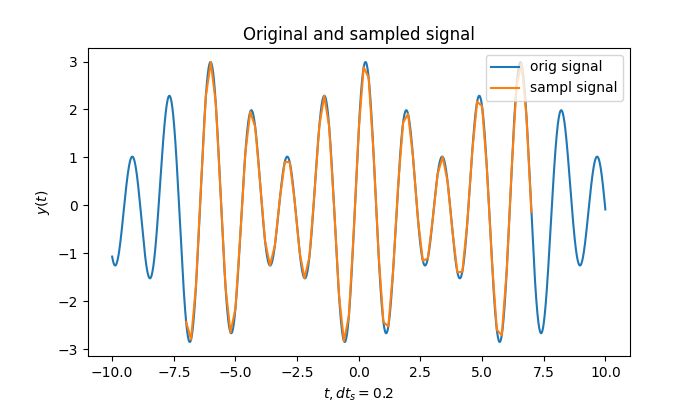 Original and sampled signal
orig signal
sampl signal
3
2
1
0
−1
−2
−3
y(t)
−10.0 −7.5 −5.0 −2.5 0.0 2.5 5.0 7.5 10.0
t, dtₛ = 0.2